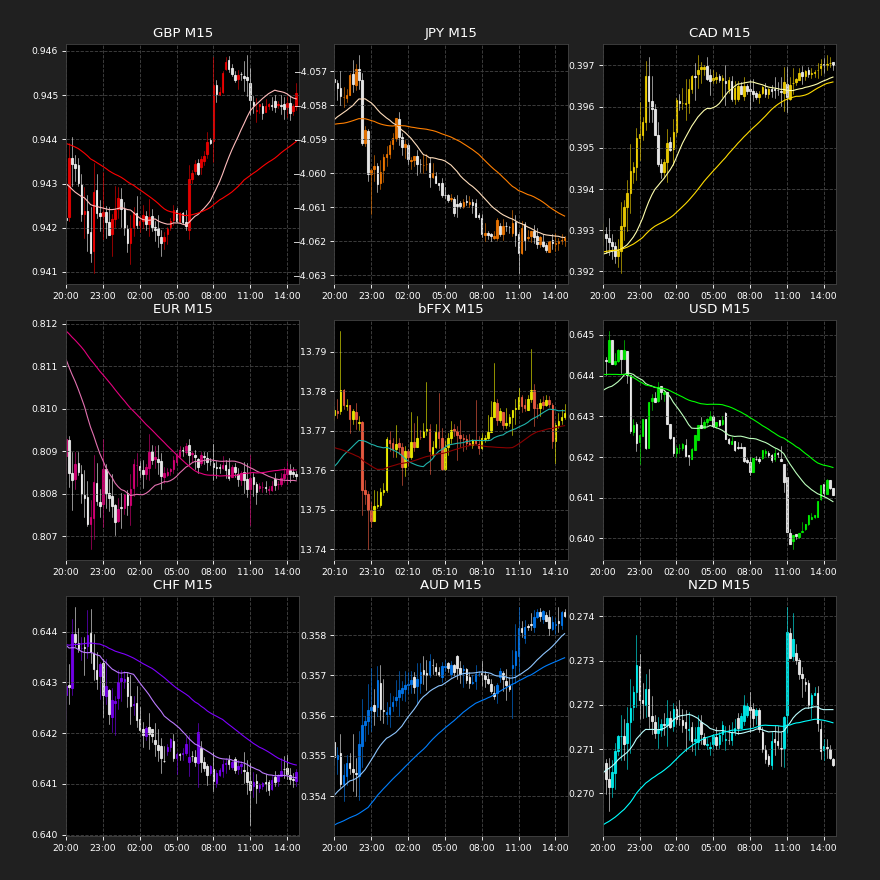 GBP M15
0.946
0.945
0.944
0.943
0.942
0.941
20:00 23:00 02:00 05:00 08:00 11:00 14:00
JPY M15
−4.057
−4.058
−4.059
−4.060
−4.061
−4.062
−4.063
20:00 23:00 02:00 05:00 08:00 11:00 14:00
CAD M15
0.397
0.396
0.395
0.394
0.393
0.392
20:00 23:00 02:00 05:00 08:00 11:00 14:00
EUR M15
0.812
0.811
0.810
0.809
0.808
0.807
20:00 23:00 02:00 05:00 08:00 11:00 14:00
bFFX M15
13.79
13.78
13.77
13.76
13.75
13.74
20:10 23:10 02:10 05:10 08:10 11:10 14:10
USD M15
0.645
0.644
0.643
0.642
0.641
0.640
20:00 23:00 02:00 05:00 08:00 11:00 14:00
CHF M15
0.644
0.643
0.642
0.641
0.640
20:00 23:00 02:00 05:00 08:00 11:00 14:00
AUD M15
0.358
0.357
0.356
0.355
0.354
20:00 23:00 02:00 05:00 08:00 11:00 14:00
NZD M15
0.274
0.273
0.272
0.271
0.270
20:00 23:00 02:00 05:00 08:00 11:00 14:00